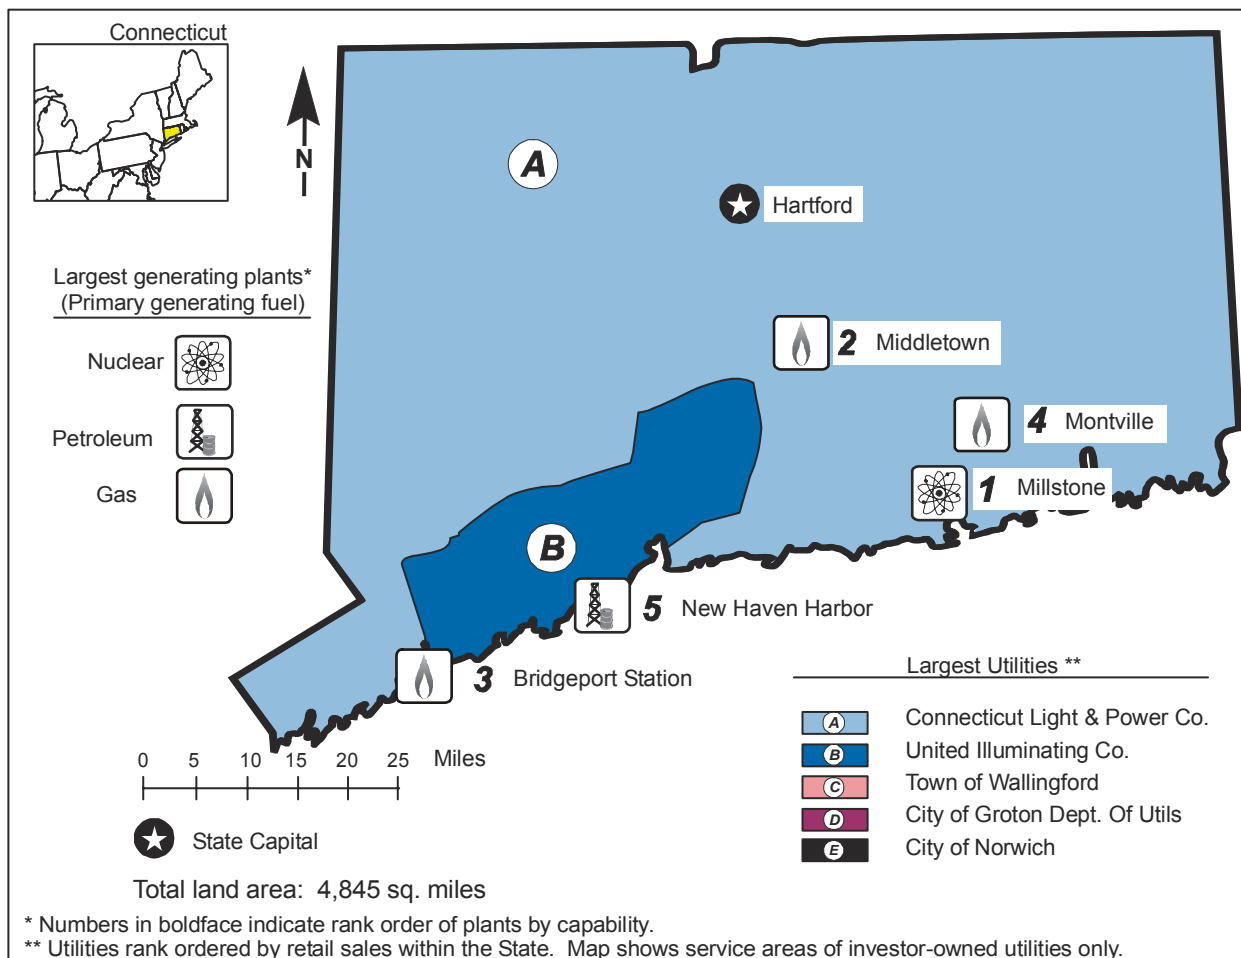 Connecticut
N
A
Hartford
Largest generating plants*
(Primary generating fuel)
Nuclear
Petroleum
Gas
2 Middletown
4 Montville
1 Millstone
B
5 New Haven Harbor
3 Bridgeport Station
Largest Utilities **
A Connecticut Light & Power Co.
B United Illuminating Co.
C Town of Wallingford
D City of Groton Dept. Of Utils
E City of Norwich
0 5 10 15 20 25 Miles
State Capital
Total land area: 4,845 sq. miles
* Numbers in boldface indicate rank order of plants by capability.
** Utilities rank ordered by retail sales within the State. Map shows service areas of investor-owned utilities only.